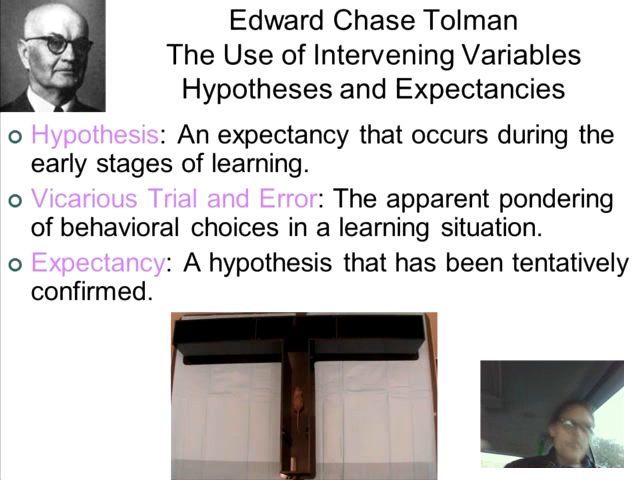 Edward Chase Tolman
The Use of Intervening Variables
Hypotheses and Expectancies
Hypothesis: An expectancy that occurs during the
early stages of learning.
Vicarious Trial and Error: The apparent pondering
of behavioral choices in a learning situation.
Expectancy: A hypothesis that has been tentatively
confirmed.